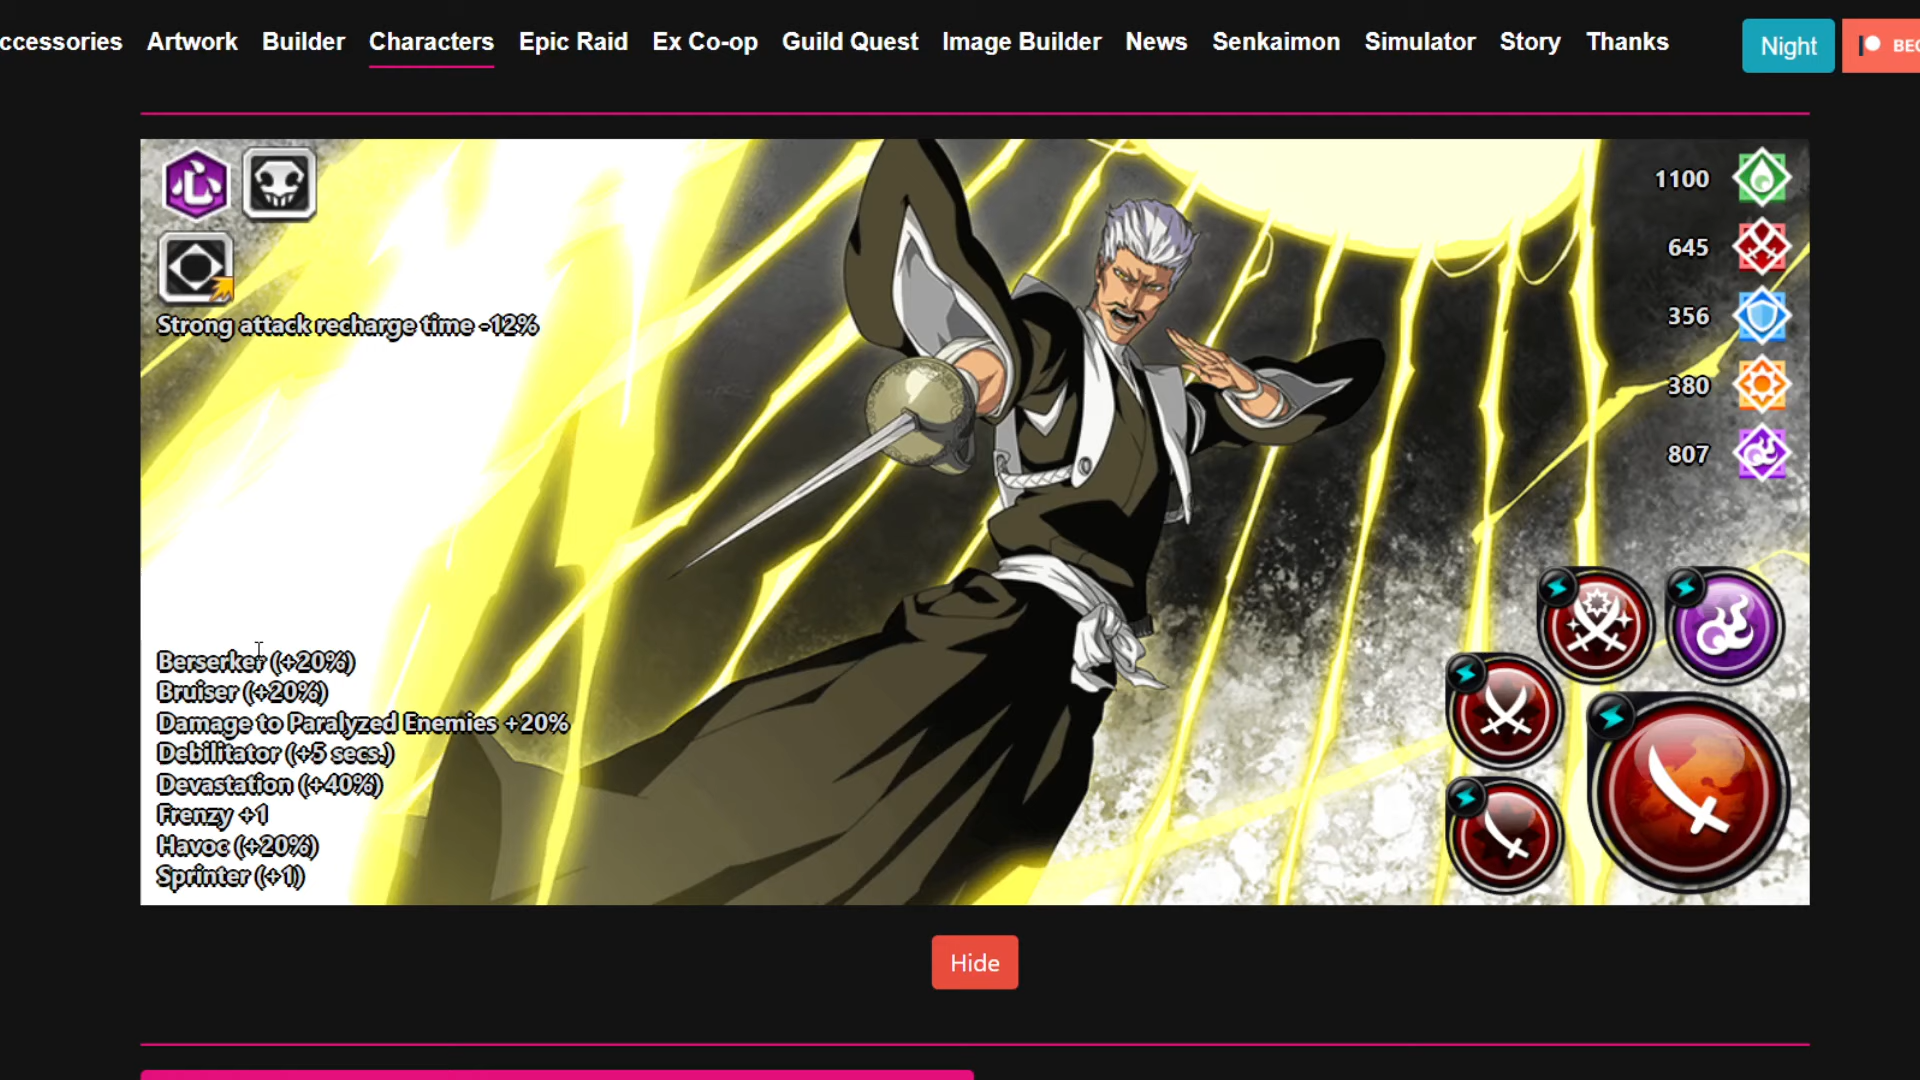 ccessories Artwork Builder Characters Epic Raid Ex Co-op Guild Quest Image Builder News Senkaimon Simulator Story Thanks Night BEC
1100
645
356
380
807
Strong attack recharge time -12%
Berserker (+20%)
Bruiser (+20%)
Damage to Paralyzed Enemies +20%
Debilitator (+5 secs.)
Devastation (+40%)
Frenzy +1
Havoc (+20%)
Sprinter (+1)
Hide